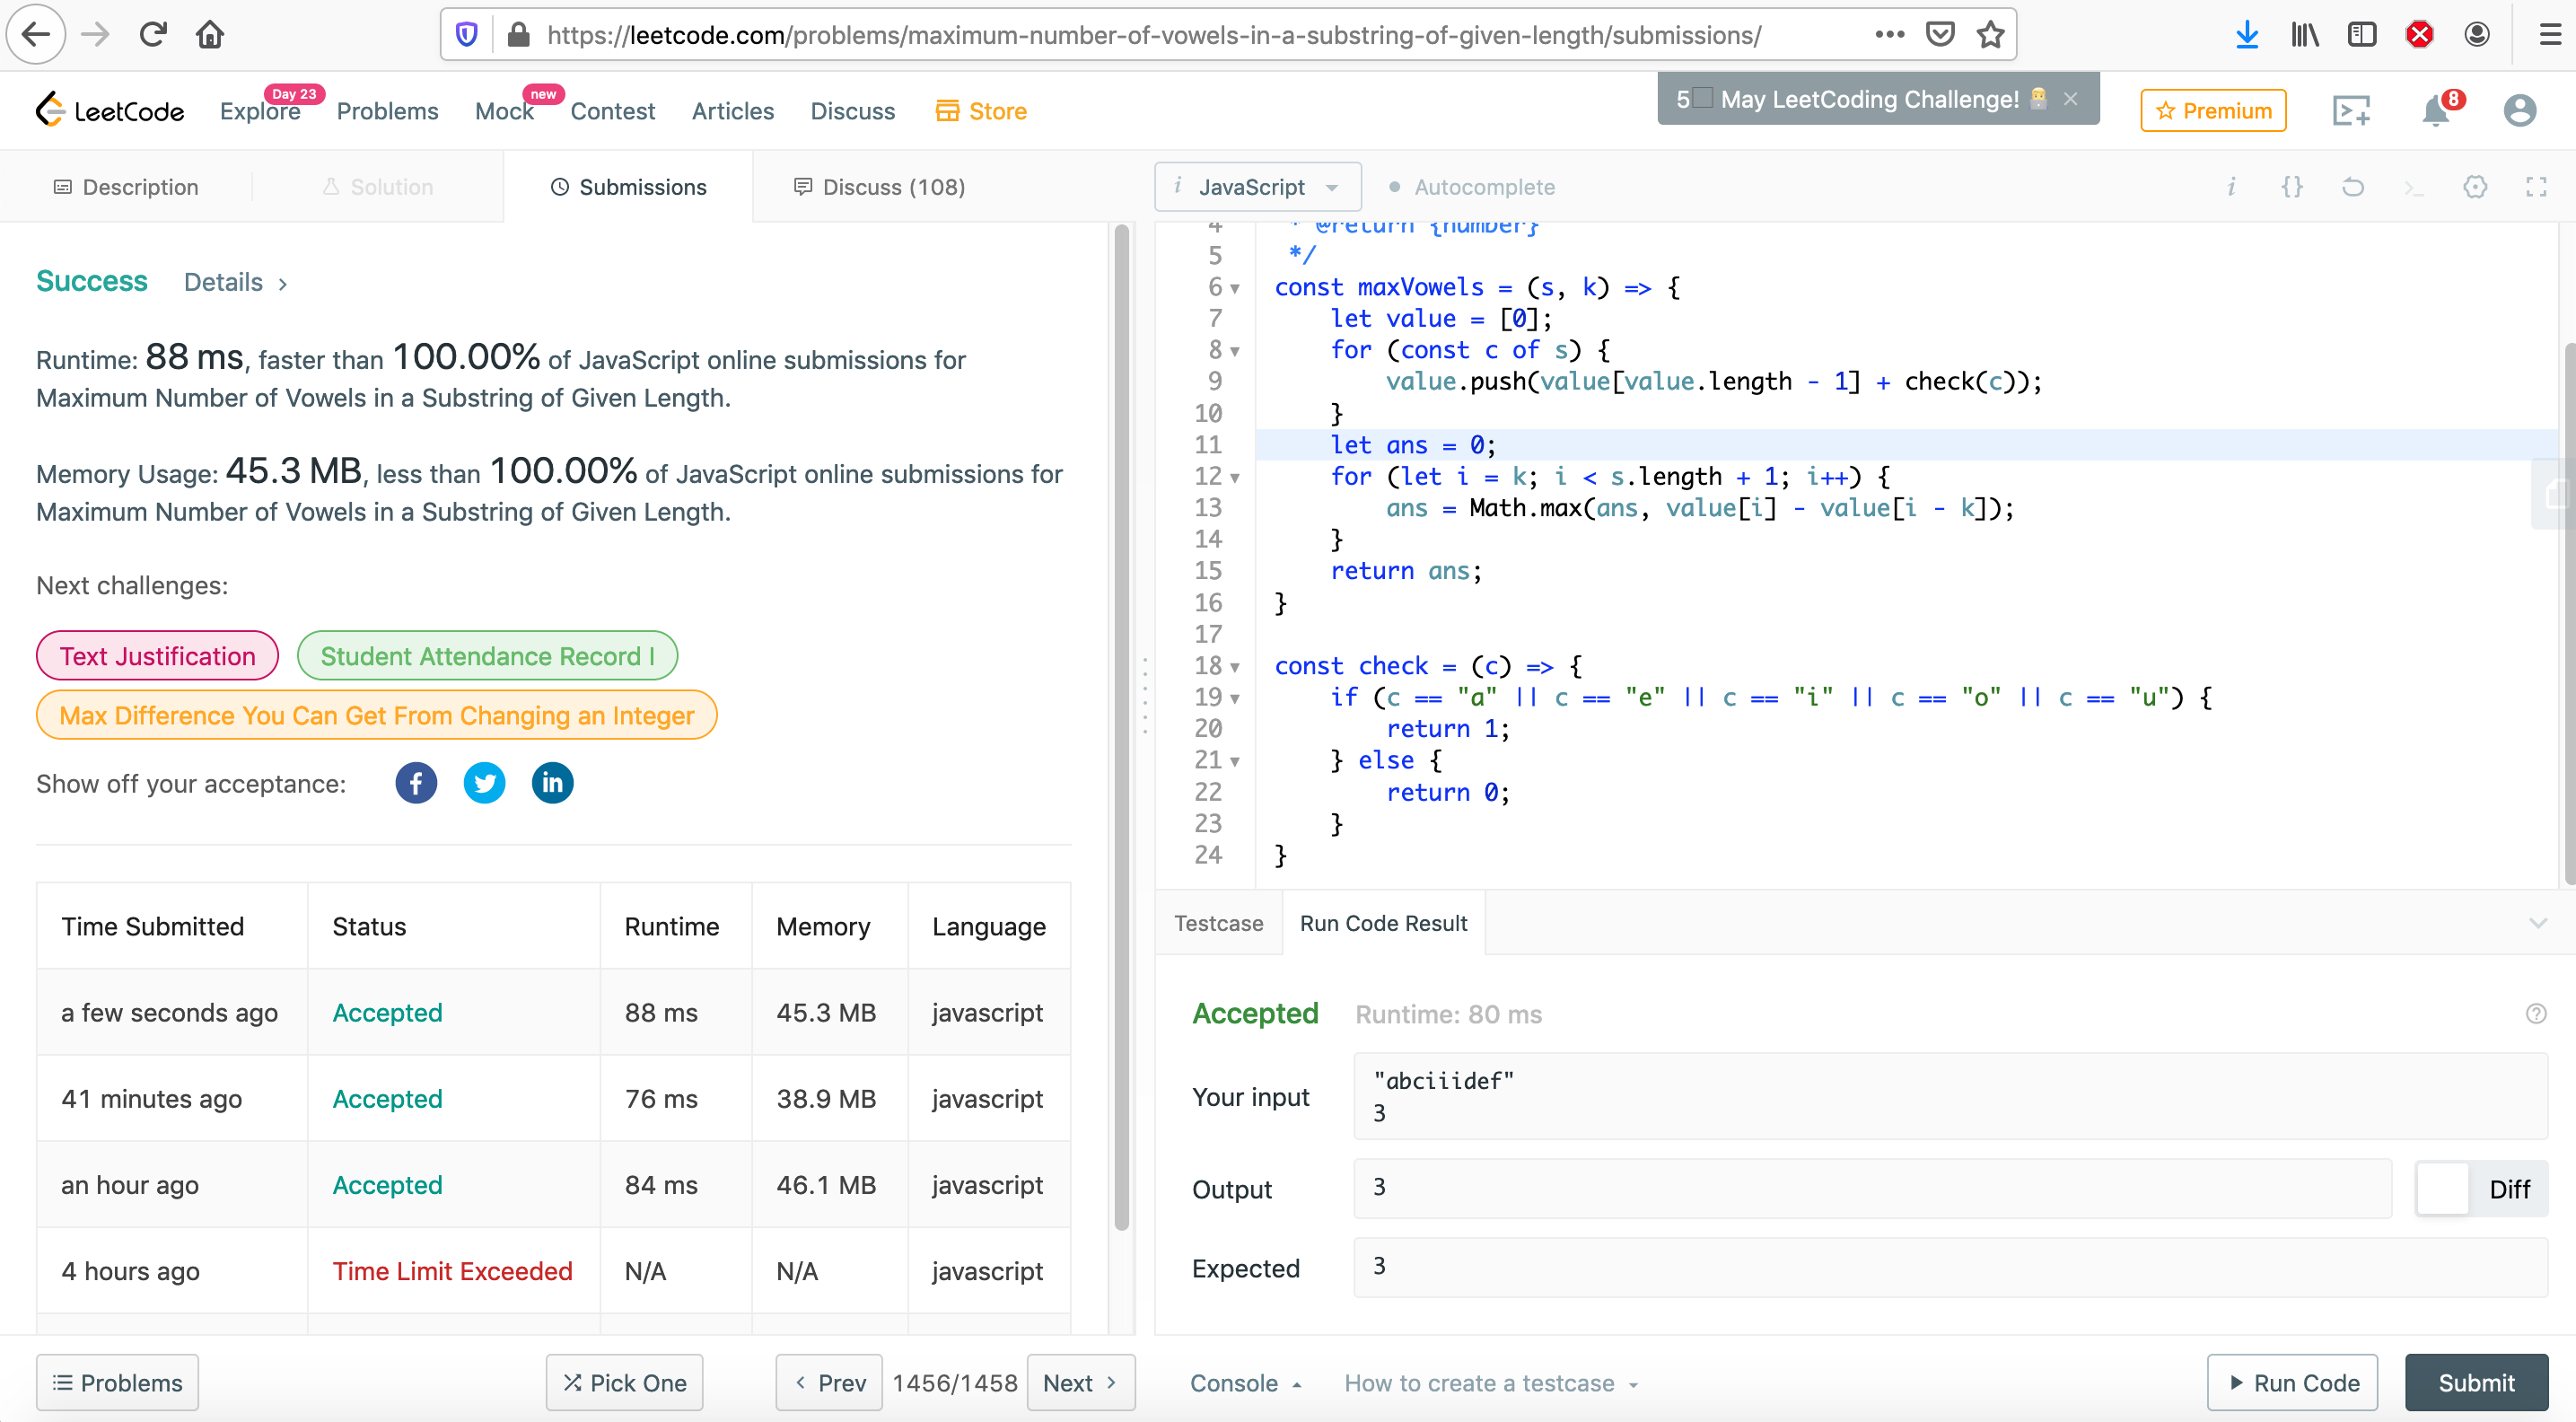 https://leetcode.com/problems/maximum-number-of-vowels-in-a-substring-of-given-length/submissions/
LeetCode
Explore
Day 23
Problems
Mock
new
Contest
Articles
Discuss
Store
5 May LeetCoding Challenge!
Premium
8
Description
Solution
Submissions
Discuss (108)
i JavaScript
Autocomplete
Success
Details
Runtime: 88 ms, faster than 100.00% of JavaScript online submissions for
Maximum Number of Vowels in a Substring of Given Length.
Memory Usage: 45.3 MB, less than 100.00% of JavaScript online submissions for
Maximum Number of Vowels in a Substring of Given Length.
Next challenges:
Text Justification
Student Attendance Record I
Max Difference You Can Get From Changing an Integer
Show off your acceptance:
Time Submitted Status Runtime Memory Language
a few seconds ago Accepted 88 ms 45.3 MB javascript
41 minutes ago Accepted 76 ms 38.9 MB javascript
an hour ago Accepted 84 ms 46.1 MB javascript
4 hours ago Time Limit Exceeded N/A N/A javascript
Problems
Pick One
Prev
1456/1458
Next
4 * @return {number}
5 */
6 const maxVowels = (s, k) => {
7 let value = [0];
8 for (const c of s) {
9 value.push(value[value.length - 1] + check(c));
10 }
11 let ans = 0;
12 for (let i = k; i < s.length + 1; i++) {
13 ans = Math.max(ans, value[i] - value[i - k]);
14 }
15 return ans;
16 }
17
18 const check = (c) => {
19 if (c == "a" || c == "e" || c == "i" || c == "o" || c == "u") {
20 return 1;
21 } else {
22 return 0;
23 }
24 }
Testcase
Run Code Result
Accepted
Runtime: 80 ms
Your input
"abciiidef"
3
Output
3
Diff
Expected
3
Console
How to create a testcase
Run Code
Submit